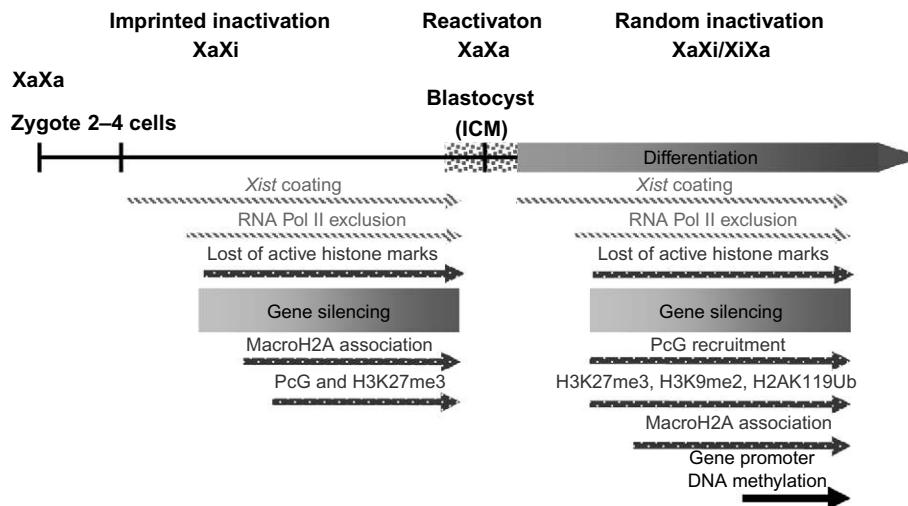 Imprinted inactivation
XaXi
Reactivaton
XaXa
Random inactivation
XaXi/XiXa
XaXa
Zygote 2–4 cells
Blastocyst
(ICM)
Differentiation
Xist coating
RNA Pol II exclusion
Lost of active histone marks
Gene silencing
MacroH2A association
PcG and H3K27me3
Xist coating
RNA Pol II exclusion
Lost of active histone marks
Gene silencing
PcG recruitment
H3K27me3, H3K9me2, H2AK119Ub
MacroH2A association
Gene promoter
DNA methylation